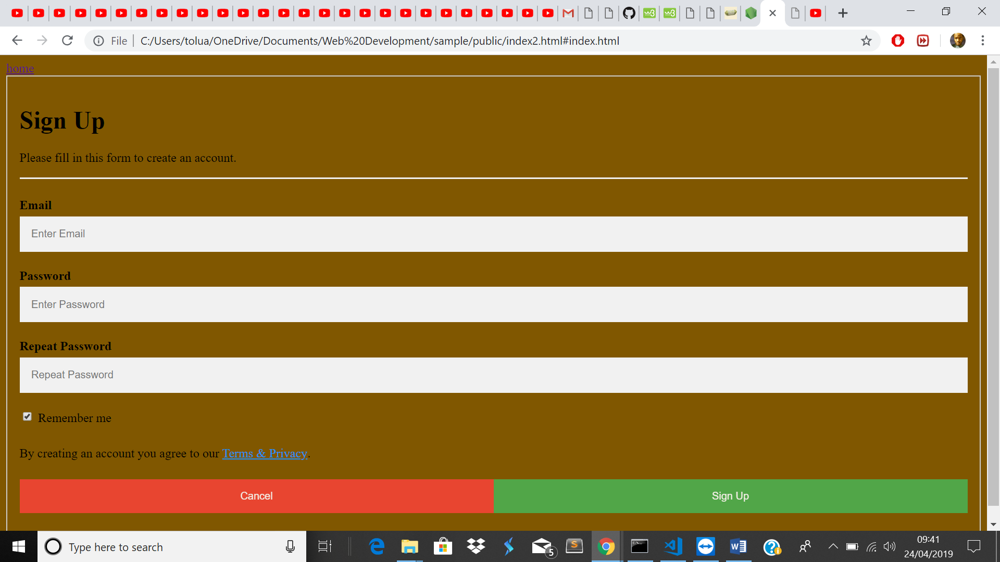 File
C:/Users/tolua/OneDrive/Documents/Web%20Development/sample/public/index2.html#index.html
home
Sign Up
Please fill in this form to create an account.
Email
Enter Email
Password
Enter Password
Repeat Password
Repeat Password
Remember me
By creating an account you agree to our Terms & Privacy.
Cancel
Sign Up
Type here to search
5
09:41
24/04/2019